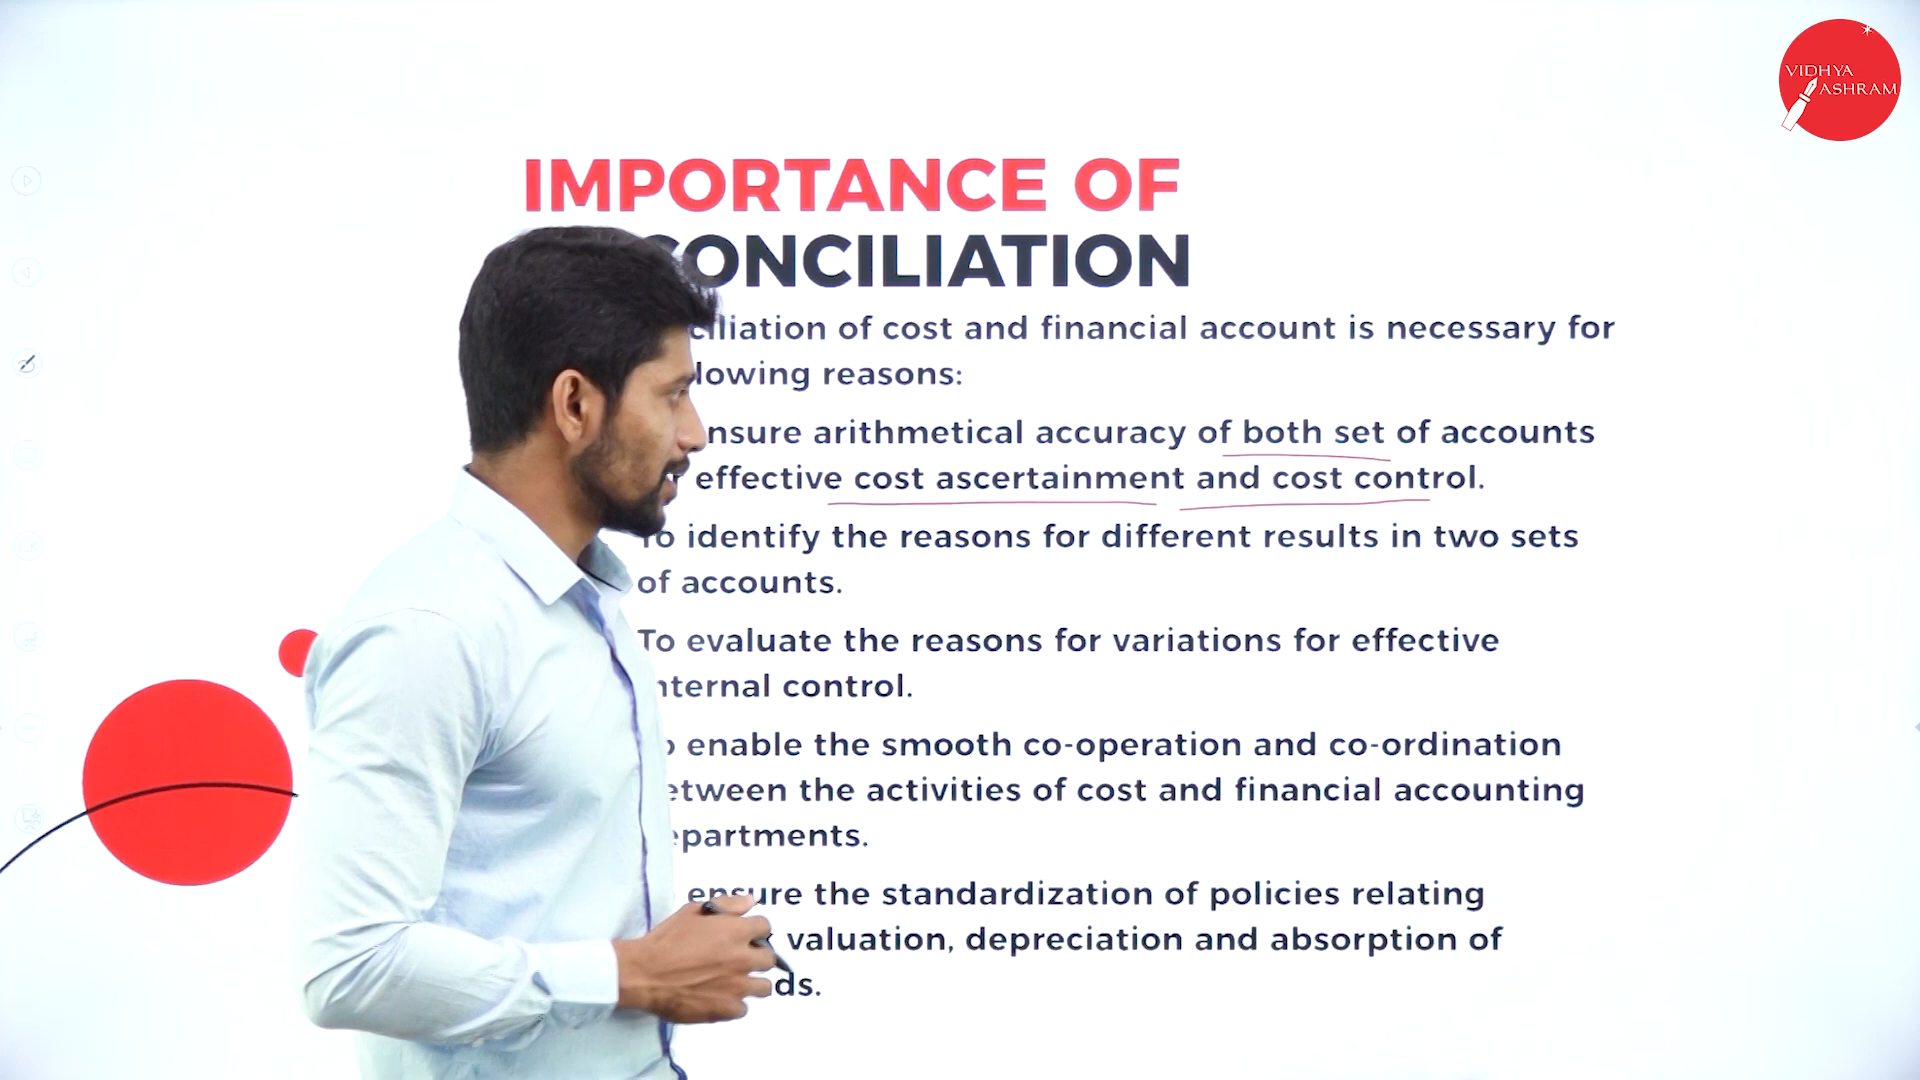 VIDHYA
ASHRAM
IMPORTANCE OF
CONCILIATION
ciliation of cost and financial account is necessary for
lowing reasons:
nsure arithmetical accuracy of both set of accounts
effective cost ascertainment and cost control.
To identify the reasons for different results in two sets
of accounts.
To evaluate the reasons for variations for effective
nternal control.
enable the smooth co-operation and co-ordination
etween the activities of cost and financial accounting
epartments.
ensure the standardization of policies relating
valuation, depreciation and absorption of
ds.